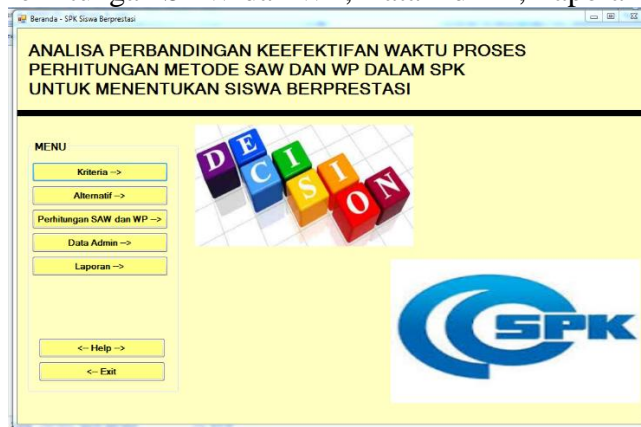 Beranda - SPK Siswa Berprestasi
ANALISA PERBANDINGAN KEEFEKTIFAN WAKTU PROSES
PERHITUNGAN METODE SAW DAN WP DALAM SPK
UNTUK MENENTUKAN SISWA BERPRESTASI
MENU
Kriteria -->
Alternatif -->
Perhitungan SAW dan WP -->
Data Admin -->
Laporan -->
<-- Help -->
<-- Exit
DECISION
SPK